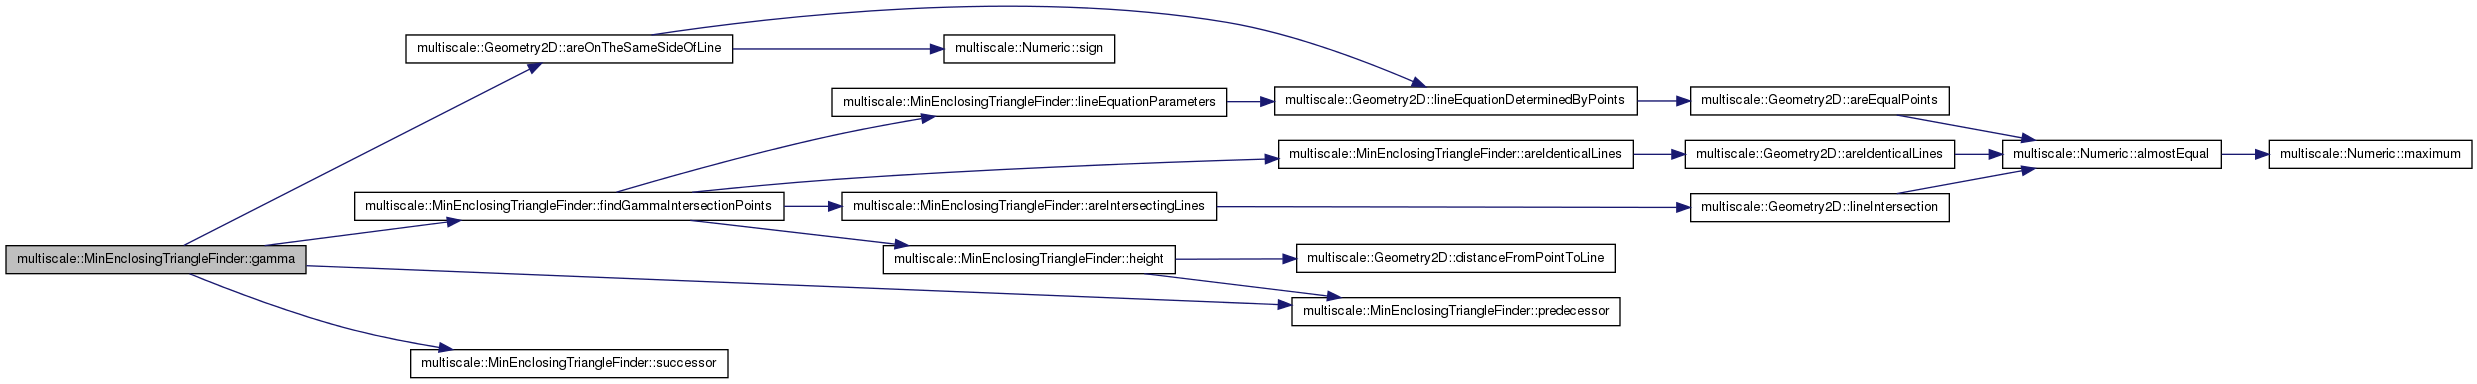 multiscale::Geometry2D::areOnTheSameSideOfLine
multiscale::Numeric::sign
multiscale::MinEnclosingTriangleFinder::lineEquationParameters
multiscale::Geometry2D::lineEquationDeterminedByPoints
multiscale::Geometry2D::areEqualPoints
multiscale::MinEnclosingTriangleFinder::areIdenticalLines
multiscale::Geometry2D::areIdenticalLines
multiscale::Numeric::almostEqual
multiscale::Numeric::maximum
multiscale::MinEnclosingTriangleFinder::findGammaIntersectionPoints
multiscale::MinEnclosingTriangleFinder::areIntersectingLines
multiscale::Geometry2D::lineIntersection
multiscale::MinEnclosingTriangleFinder::gamma
multiscale::MinEnclosingTriangleFinder::height
multiscale::Geometry2D::distanceFromPointToLine
multiscale::MinEnclosingTriangleFinder::predecessor
multiscale::MinEnclosingTriangleFinder::successor